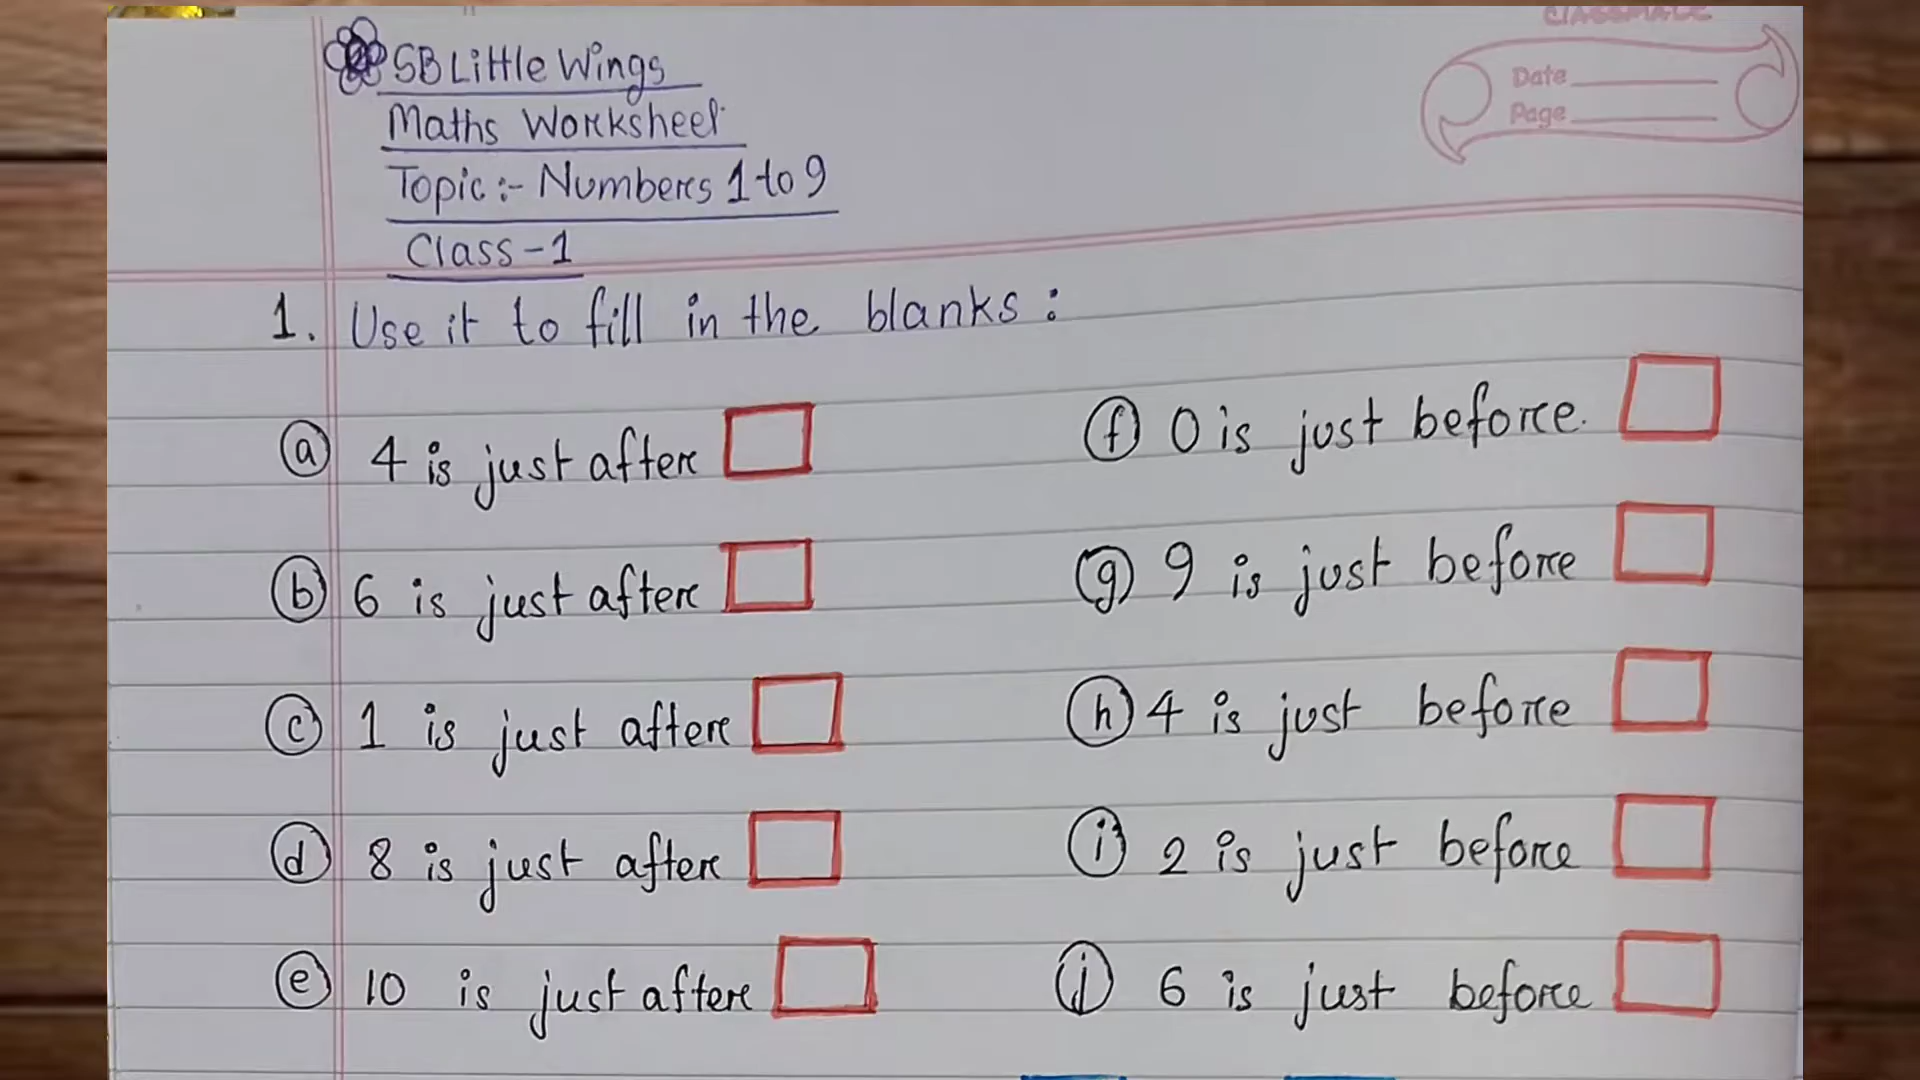 CLASSMATE
Date
Page
SB Little Wings
Maths Worksheet
Topic :- Numbers 1 to 9
Class-1
1. Use it to fill in the blanks :
a 4 is just after
b 6 is just after
c 1 is just after
d 8 is just after
e 10 is just after
f 0 is just before.
g 9 is just before
h 4 is just before
i 2 is just before
j 6 is just before